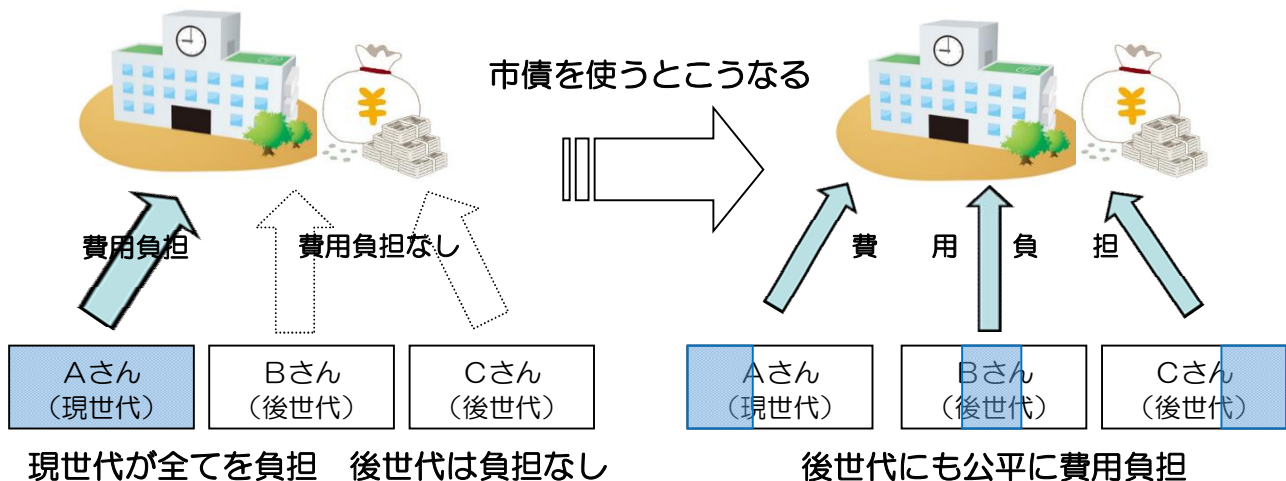 市債を使うとこうなる
¥
¥
費用負担
費用負担なし
費用負担
Aさん
(現世代)
Bさん
(後世代)
Cさん
(後世代)
Aさん
(現世代)
Bさん
(後世代)
Cさん
(後世代)
現世代が全てを負担 後世代は負担なし
後世代にも公平に費用負担